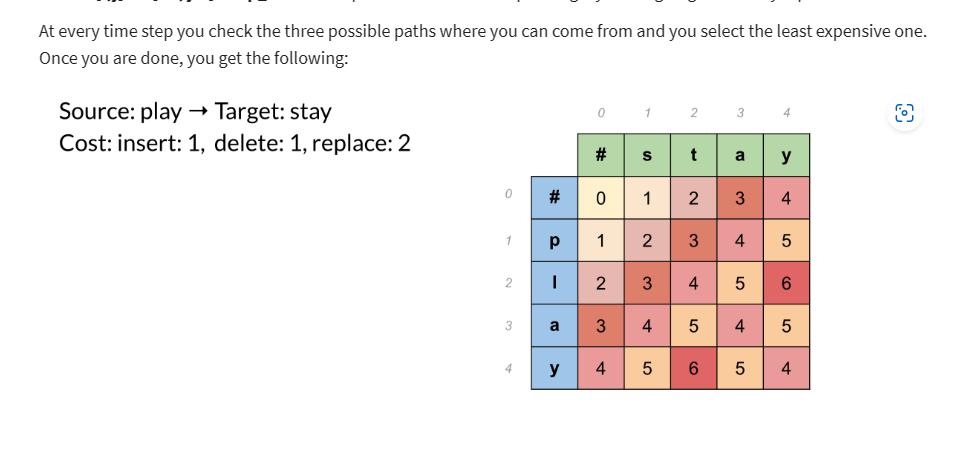 At every time step you check the three possible paths where you can come from and you select the least expensive one.
Once you are done, you get the following:
Source: play → Target: stay
Cost: insert: 1, delete: 1, replace: 2
0 1 2 3 4
# s t a y
0 # 0 1 2 3 4
1 p 1 2 3 4 5
2 l 2 3 4 5 6
3 a 3 4 5 4 5
4 y 4 5 6 5 4